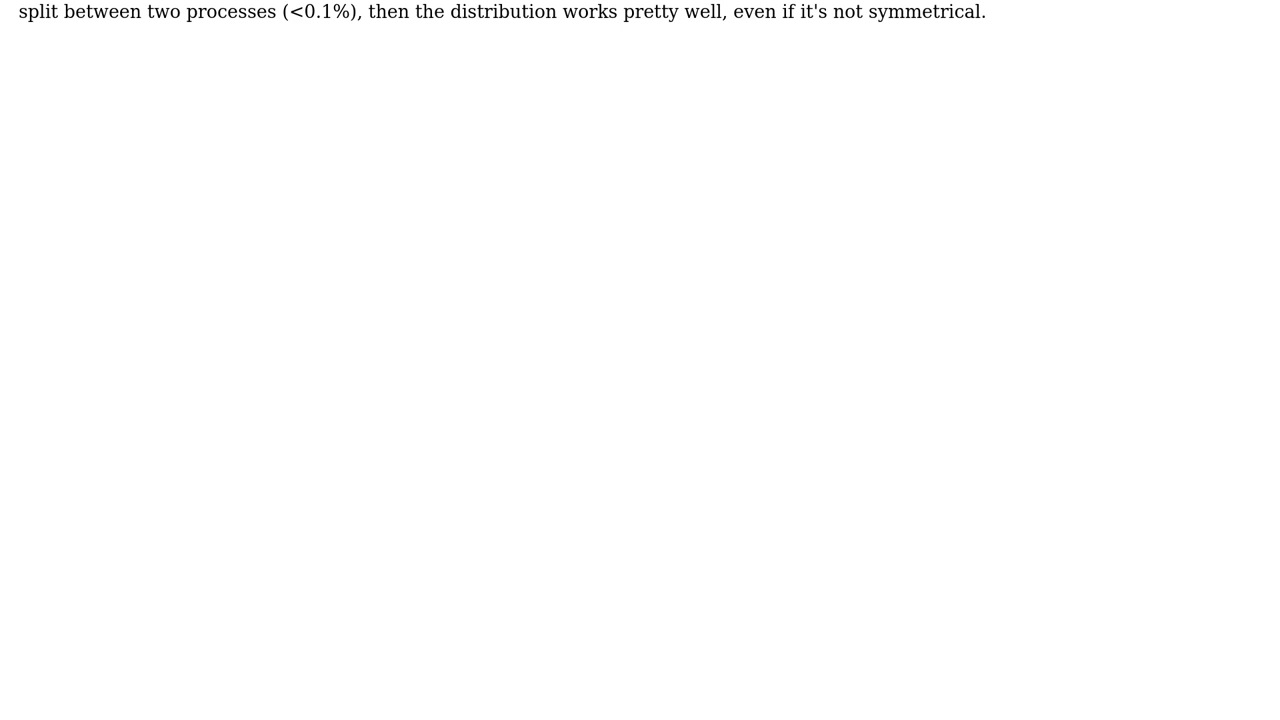 split between two processes (<0.1%), then the distribution works pretty well, even if it's not symmetrical.